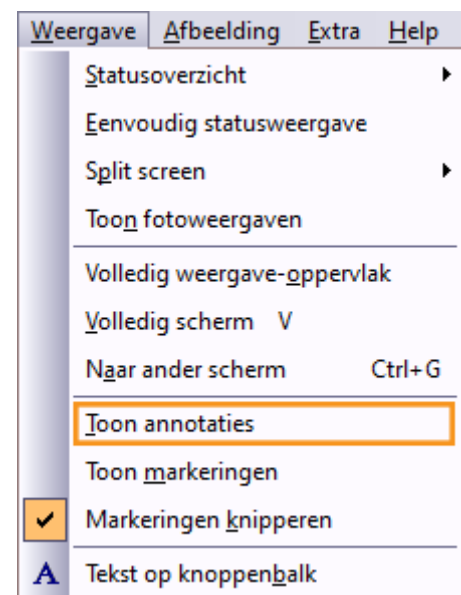 Weergave Afbeelding Extra Help
Statusoverzicht
Eenvoudig statusweergave
Split screen
Toon fotoweergaven
Volledig weergave-oppervlak
Volledig scherm V
Naar ander scherm Ctrl+G
Toon annotaties
Toon markeringen
Markeringen knipperen
A Tekst op knoppenbalk